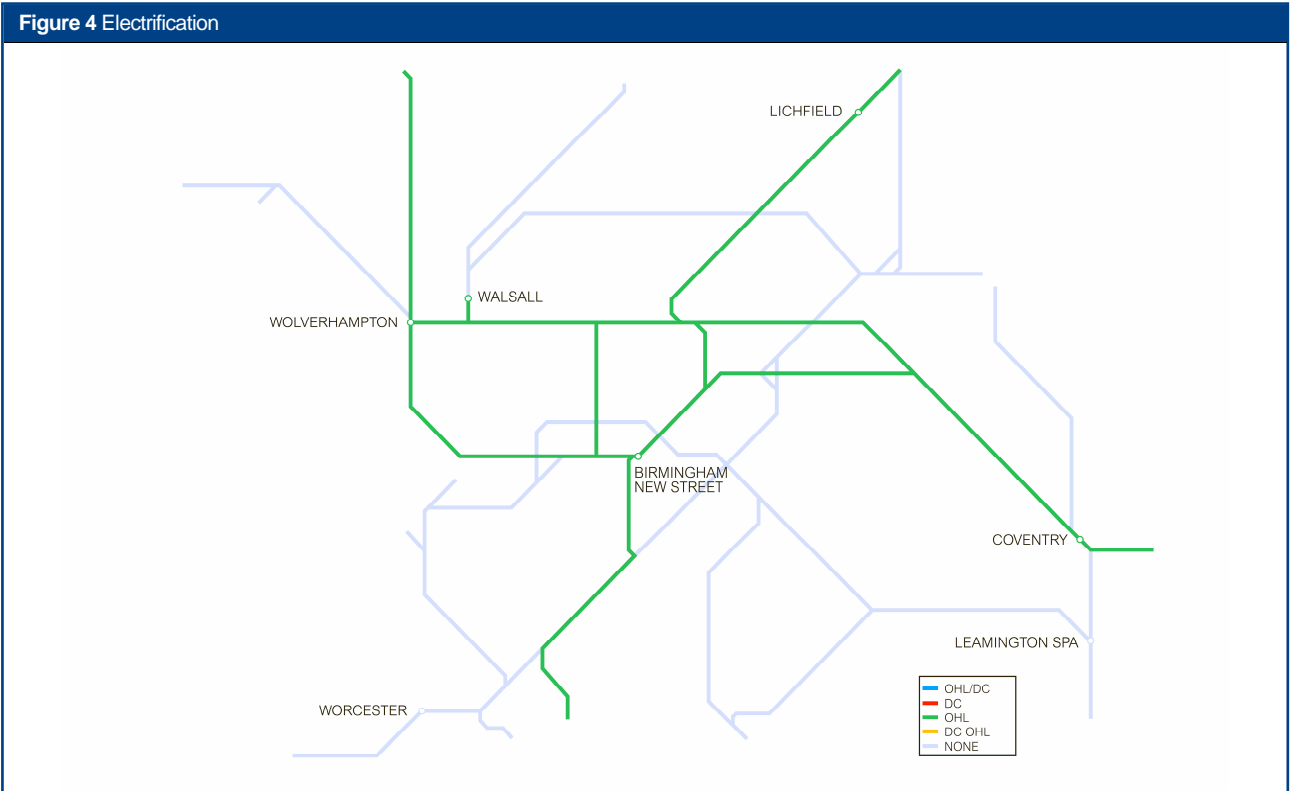 Figure 4 Electrification
LICHFIELD
WALSALL
WOLVERHAMPTON
BIRMINGHAM
NEW STREET
COVENTRY
LEAMINGTON SPA
WORCESTER
OHL/DC
DC
OHL
DC OHL
NONE